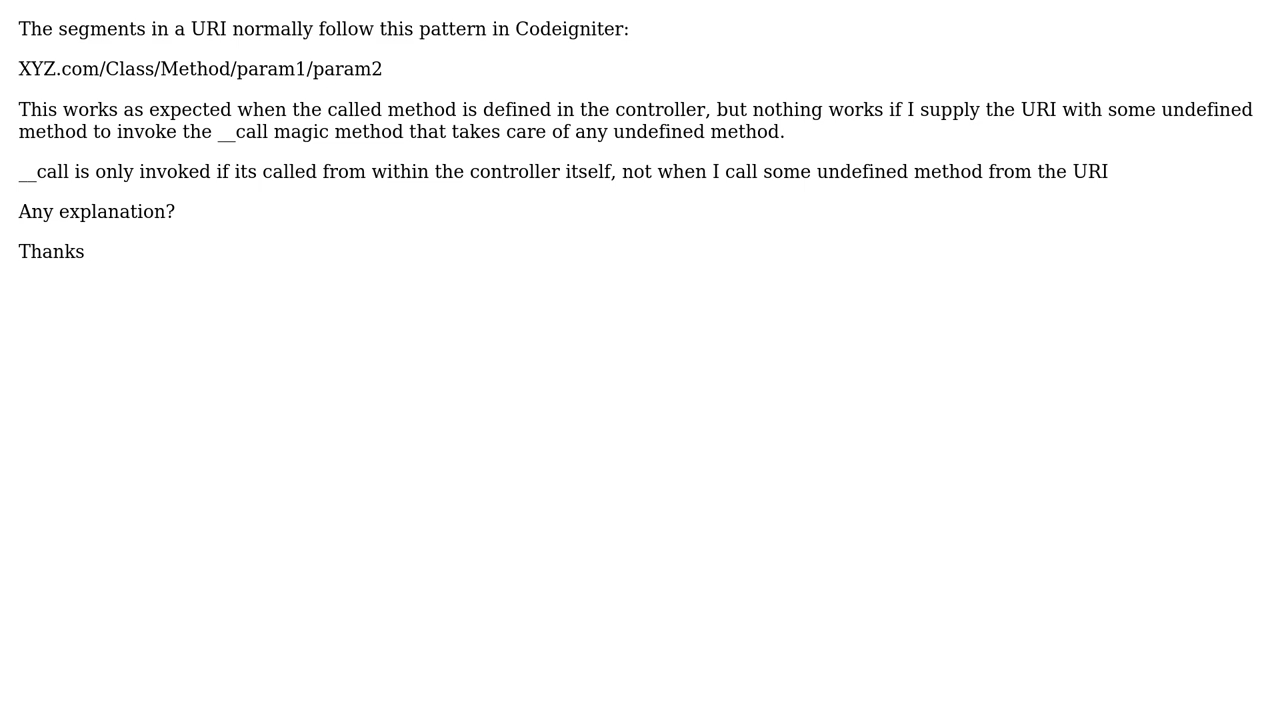 The segments in a URI normally follow this pattern in Codeigniter:
XYZ.com/Class/Method/param1/param2
This works as expected when the called method is defined in the controller, but nothing works if I supply the URI with some undefined
method to invoke the __call magic method that takes care of any undefined method.
__call is only invoked if its called from within the controller itself, not when I call some undefined method from the URI
Any explanation?
Thanks